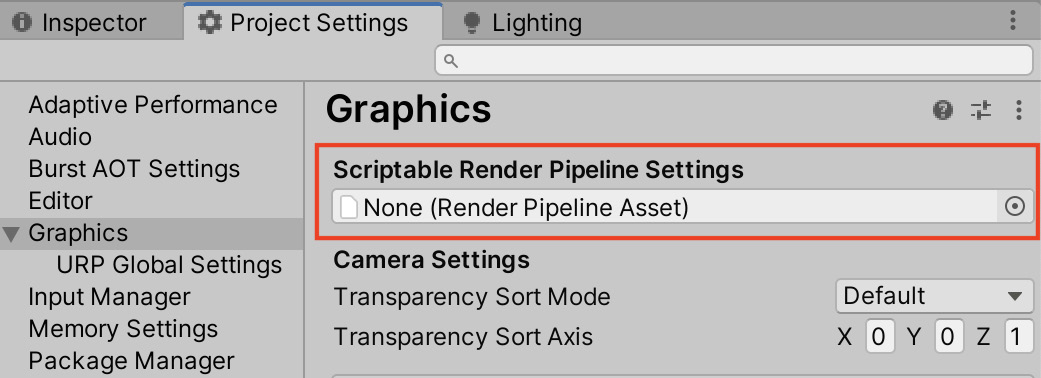 Inspector
Project Settings
Lighting
Adaptive Performance
Audio
Burst AOT Settings
Editor
Graphics
URP Global Settings
Input Manager
Memory Settings
Package Manager
Graphics
Scriptable Render Pipeline Settings
None (Render Pipeline Asset)
Camera Settings
Transparency Sort Mode Default
Transparency Sort Axis X 0 Y 0 Z 1